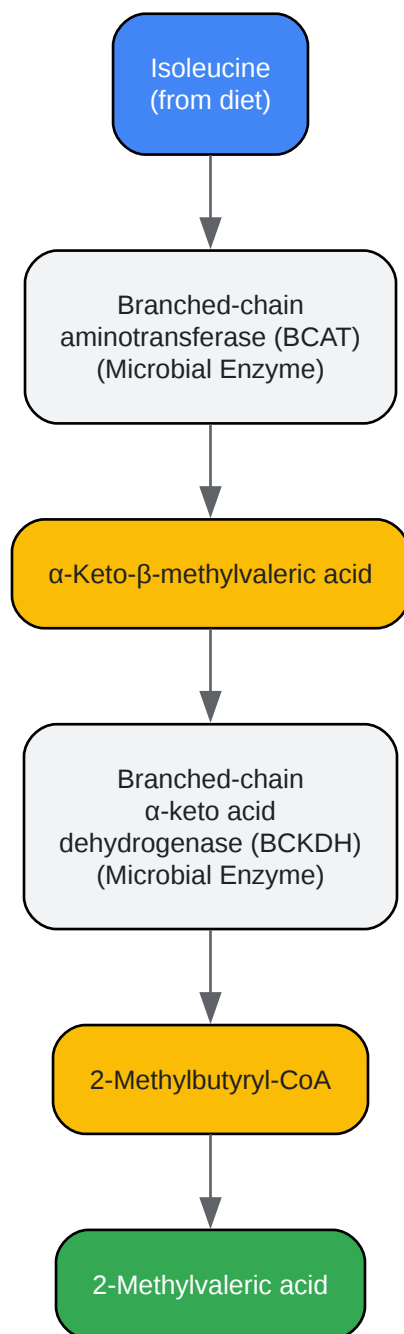 Isoleucine
(from diet)
Branched-chain
aminotransferase (BCAT)
(Microbial Enzyme)
α-Keto-β-methylvaleric acid
Branched-chain
α-keto acid
dehydrogenase (BCKDH)
(Microbial Enzyme)
2-Methylbutyryl-CoA
2-Methylvaleric acid